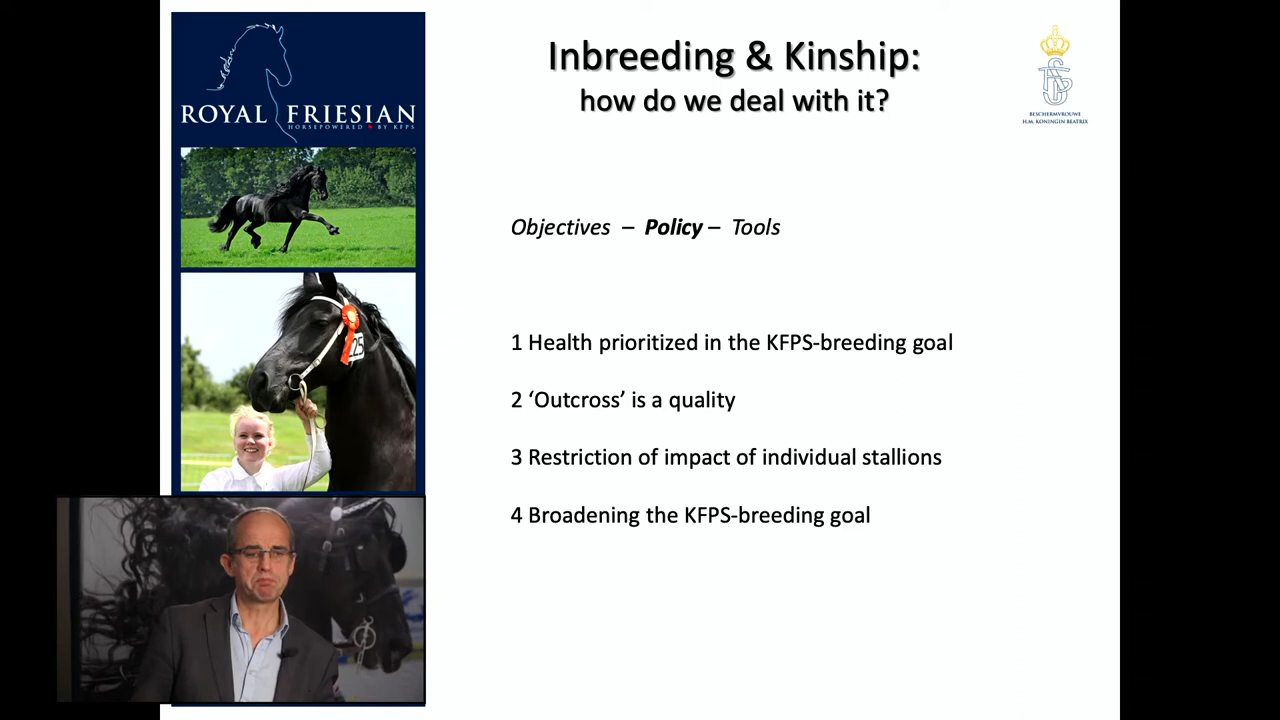 ROYAL FRIESIAN
HORSEPOWERED BY KFPS
Inbreeding & Kinship:
how do we deal with it?
BESCHERMVROUWE
H.M. KONINGIN BEATRIX
Objectives – Policy – Tools
1 Health prioritized in the KFPS-breeding goal
2 ‘Outcross’ is a quality
3 Restriction of impact of individual stallions
4 Broadening the KFPS-breeding goal
25